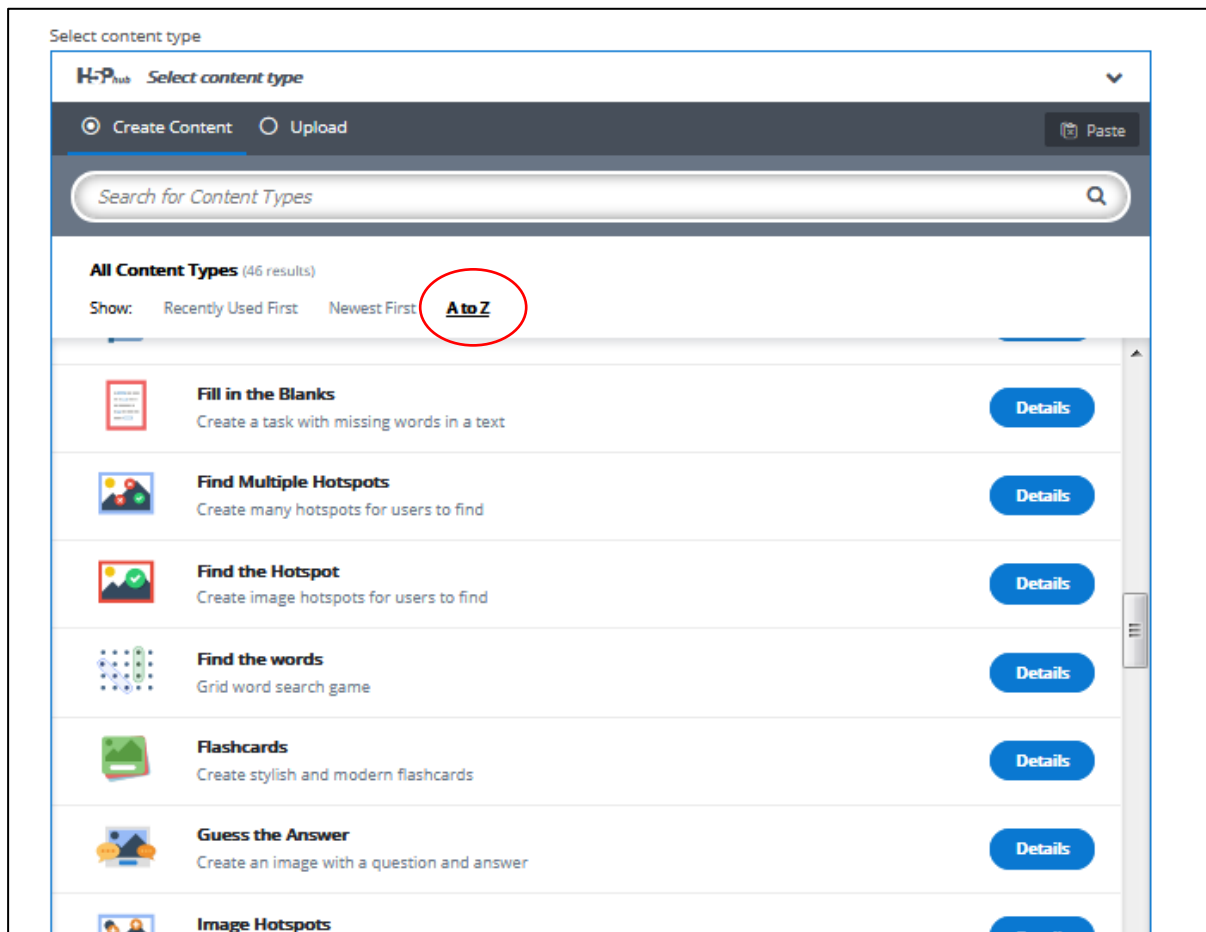 Select content type
H5Phub Select content type
Create Content Upload Paste
Search for Content Types
All Content Types (46 results)
Show: Recently Used First Newest First A to Z
Fill in the Blanks
Create a task with missing words in a text
Details
Find Multiple Hotspots
Create many hotspots for users to find
Details
Find the Hotspot
Create image hotspots for users to find
Details
Find the words
Grid word search game
Details
Flashcards
Create stylish and modern flashcards
Details
Guess the Answer
Create an image with a question and answer
Details
Image Hotspots